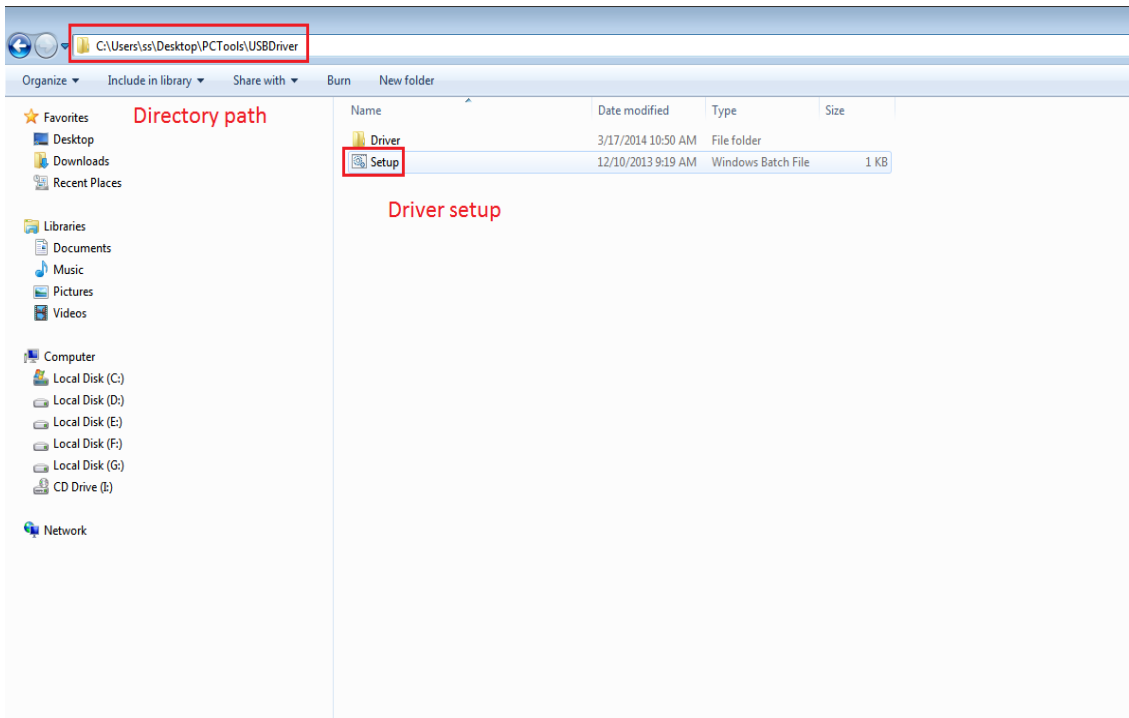 C:\Users\ss\Desktop\PCTools\USBDriver
Organize Include in library Share with Burn New folder
Directory path
Favorites
Desktop
Downloads
Recent Places
Libraries
Documents
Music
Pictures
Videos
Computer
Local Disk (C:)
Local Disk (D:)
Local Disk (E:)
Local Disk (F:)
Local Disk (G:)
CD Drive (I:)
Network
Name Date modified Type Size
Driver 3/17/2014 10:50 AM File folder
Setup 12/10/2013 9:19 AM Windows Batch File 1 KB
Driver setup